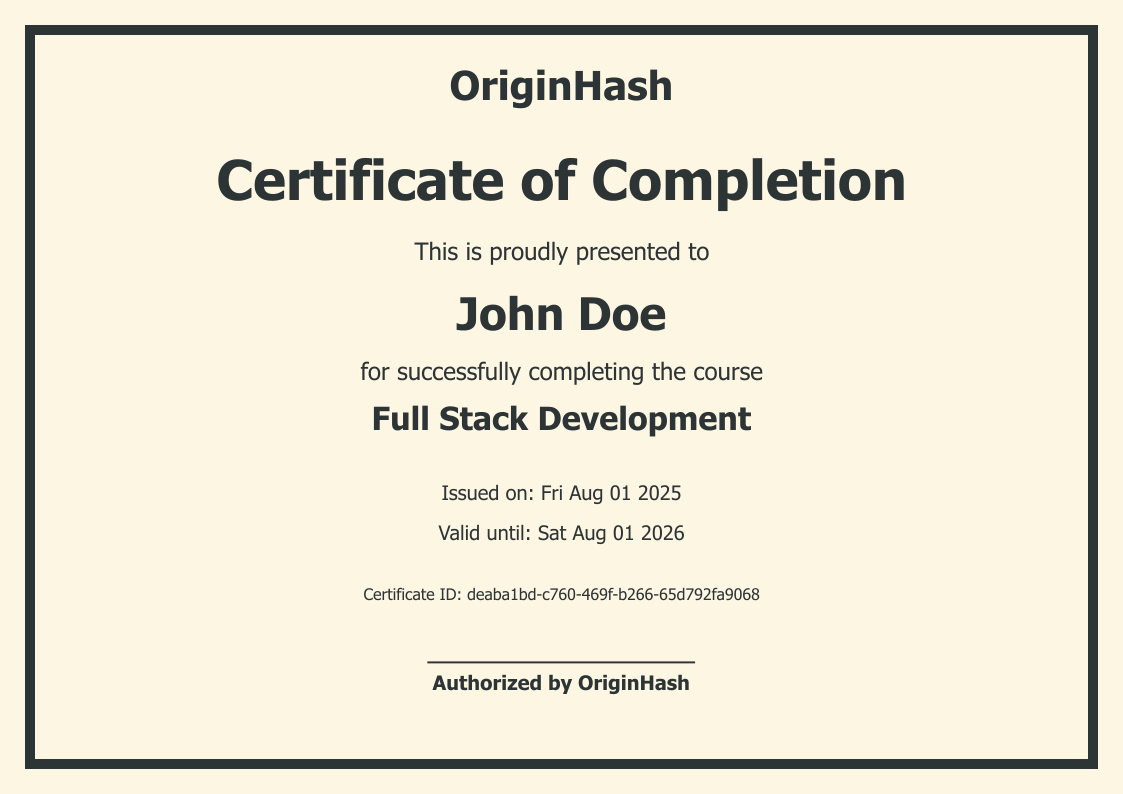 OriginHash
Certificate of Completion
This is proudly presented to
John Doe
for successfully completing the course
Full Stack Development
Issued on: Fri Aug 01 2025
Valid until: Sat Aug 01 2026
Certificate ID: deaba1bd-c760-469f-b266-65d792fa9068
Authorized by OriginHash